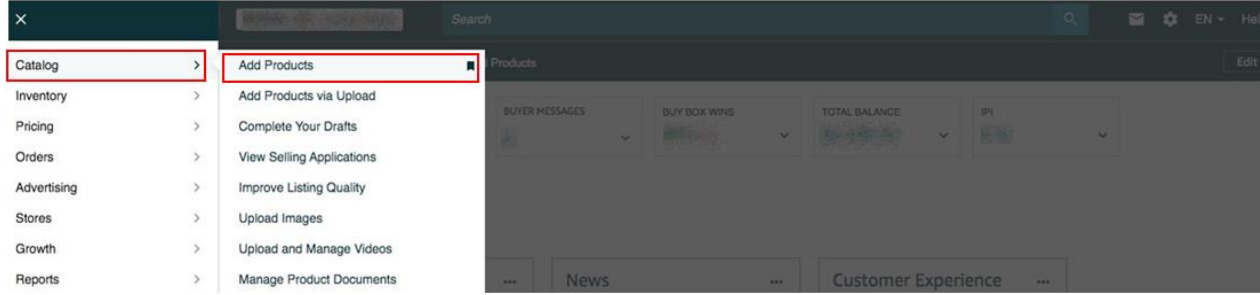 Search
EN
Hel
Catalog
Add Products
Products
Edit
Inventory
Add Products via Upload
Pricing
Complete Your Drafts
BUYER MESSAGES
BUY BOX WINS
TOTAL BALANCE
IPI
Orders
View Selling Applications
Advertising
Improve Listing Quality
Stores
Upload Images
Growth
Upload and Manage Videos
Reports
Manage Product Documents
News
Customer Experience